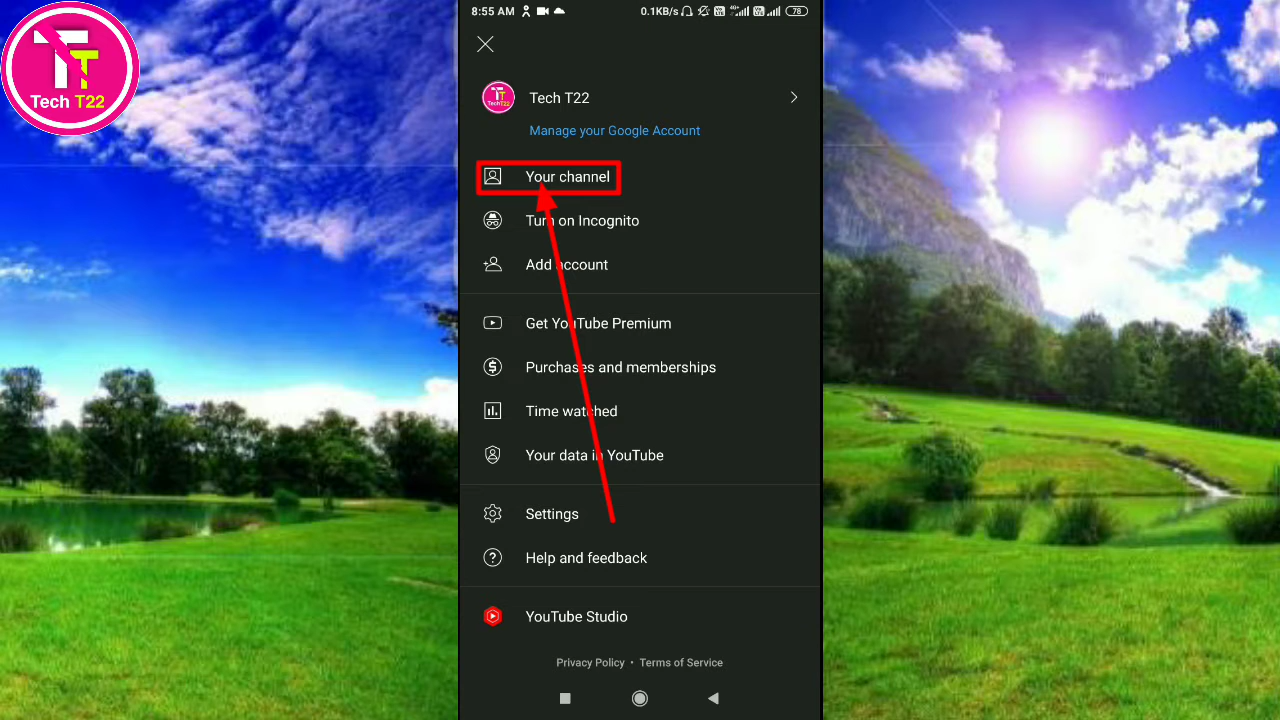 Tech T22
8:55 AM
0.1KB/s
4G+
78
Tech T22
Manage your Google Account
Your channel
Turn on Incognito
Add account
Get YouTube Premium
Purchases and memberships
Time watched
Your data in YouTube
Settings
Help and feedback
YouTube Studio
Privacy Policy • Terms of Service